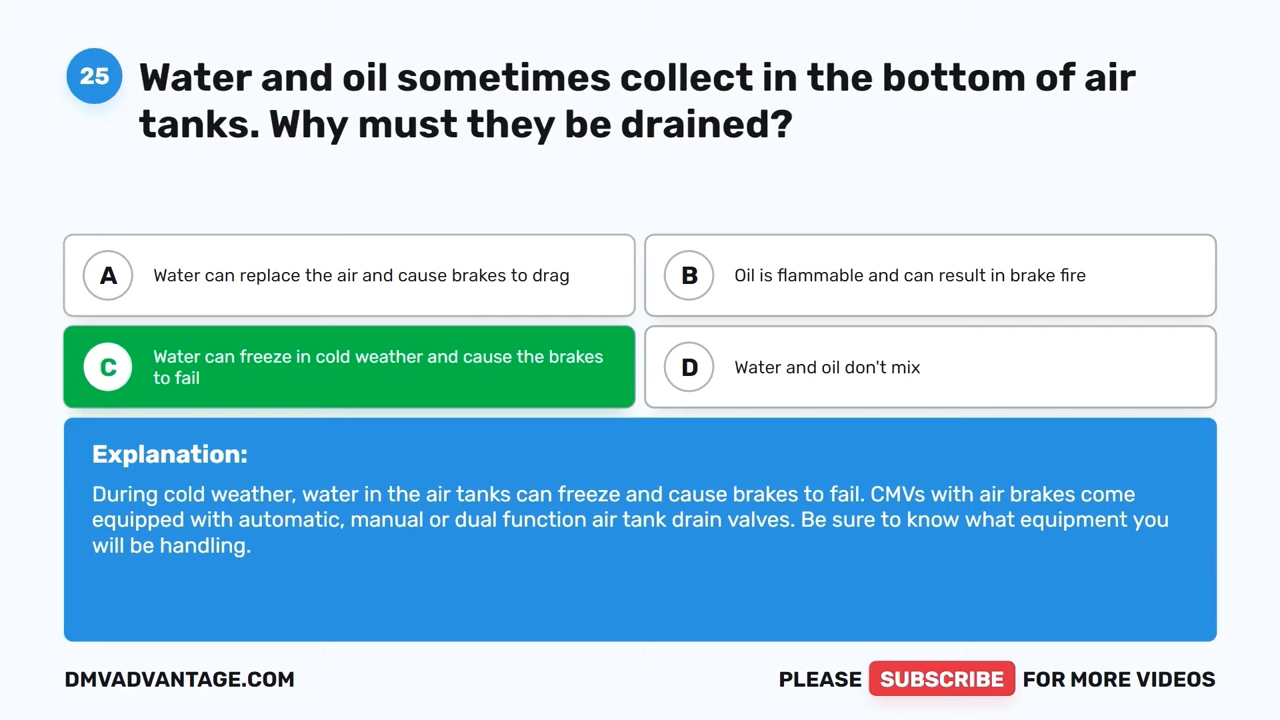 25
Water and oil sometimes collect in the bottom of air
tanks. Why must they be drained?
A
Water can replace the air and cause brakes to drag
B
Oil is flammable and can result in brake fire
C
Water can freeze in cold weather and cause the brakes
to fail
D
Water and oil don't mix
Explanation:
During cold weather, water in the air tanks can freeze and cause brakes to fail. CMVs with air brakes come
equipped with automatic, manual or dual function air tank drain valves. Be sure to know what equipment you
will be handling.
DMVADVANTAGE.COM
PLEASE SUBSCRIBE FOR MORE VIDEOS